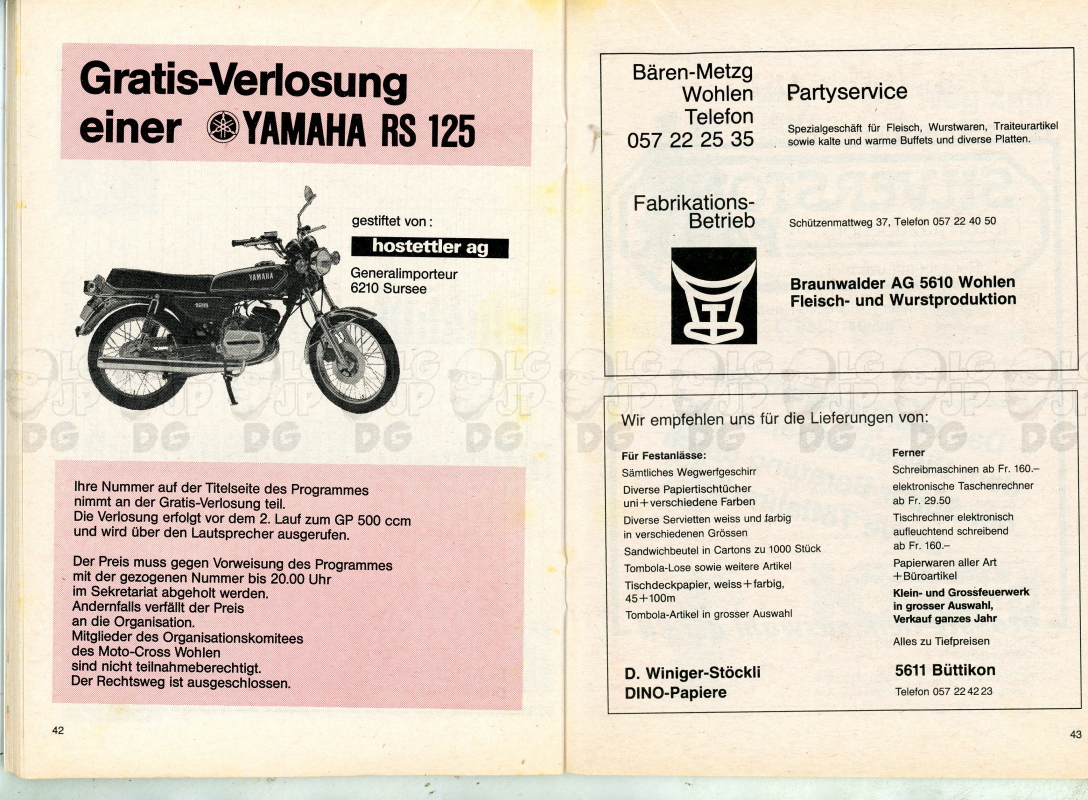 Gratis-Verlosung
einer YAMAHA RS 125
gestiftet von :
hostettler ag
Generalimporteur
6210 Sursee
YAMAHA
125
Ihre Nummer auf der Titelseite des Programmes
nimmt an der Gratis-Verlosung teil.
Die Verlosung erfolgt vor dem 2. Lauf zum GP 500 ccm
und wird über den Lautsprecher ausgerufen.
Der Preis muss gegen Vorweisung des Programmes
mit der gezogenen Nummer bis 20.00 Uhr
im Sekretariat abgeholt werden.
Andernfalls verfällt der Preis
an die Organisation.
Mitglieder des Organisationskomitees
des Moto-Cross Wohlen
sind nicht teilnahmeberechtigt.
Der Rechtsweg ist ausgeschlossen.
42
Bären-Metzg
Wohlen
Telefon
057 22 25 35
Partyservice
Spezialgeschäft für Fleisch, Wurstwaren, Traiteurartikel
sowie kalte und warme Buffets und diverse Platten.
Fabrikations-
Betrieb
Schützenmattweg 37, Telefon 057 22 40 50
Braunwalder AG 5610 Wohlen
Fleisch- und Wurstproduktion
Wir empfehlen uns für die Lieferungen von:
Für Festanlässe:
Sämtliches Wegwerfgeschirr
Diverse Papiertischtücher
uni+verschiedene Farben
Diverse Servietten weiss und farbig
in verschiedenen Grössen
Sandwichbeutel in Cartons zu 1000 Stück
Tombola-Lose sowie weitere Artikel
Tischdeckpapier, weiss+farbig,
45+100m
Tombola-Artikel in grosser Auswahl
Ferner
Schreibmaschinen ab Fr. 160.–
elektronische Taschenrechner
ab Fr. 29.50
Tischrechner elektronisch
aufleuchtend schreibend
ab Fr. 160.–
Papierwaren aller Art
+Büroartikel
Klein- und Grossfeuerwerk
in grosser Auswahl,
Verkauf ganzes Jahr
Alles zu Tiefpreisen
D. Winiger-Stöckli
DINO-Papiere
5611 Büttikon
Telefon 057 22 42 23
43
LG JP DG